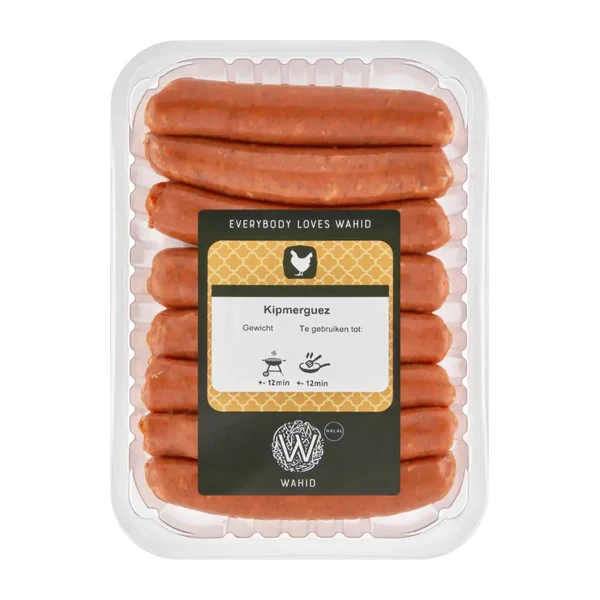 EVERYBODY LOVES WAHID
Kipmerguez
Gewicht Te gebruiken tot:
+- 12min +- 12min
W
HALAL
WAHID